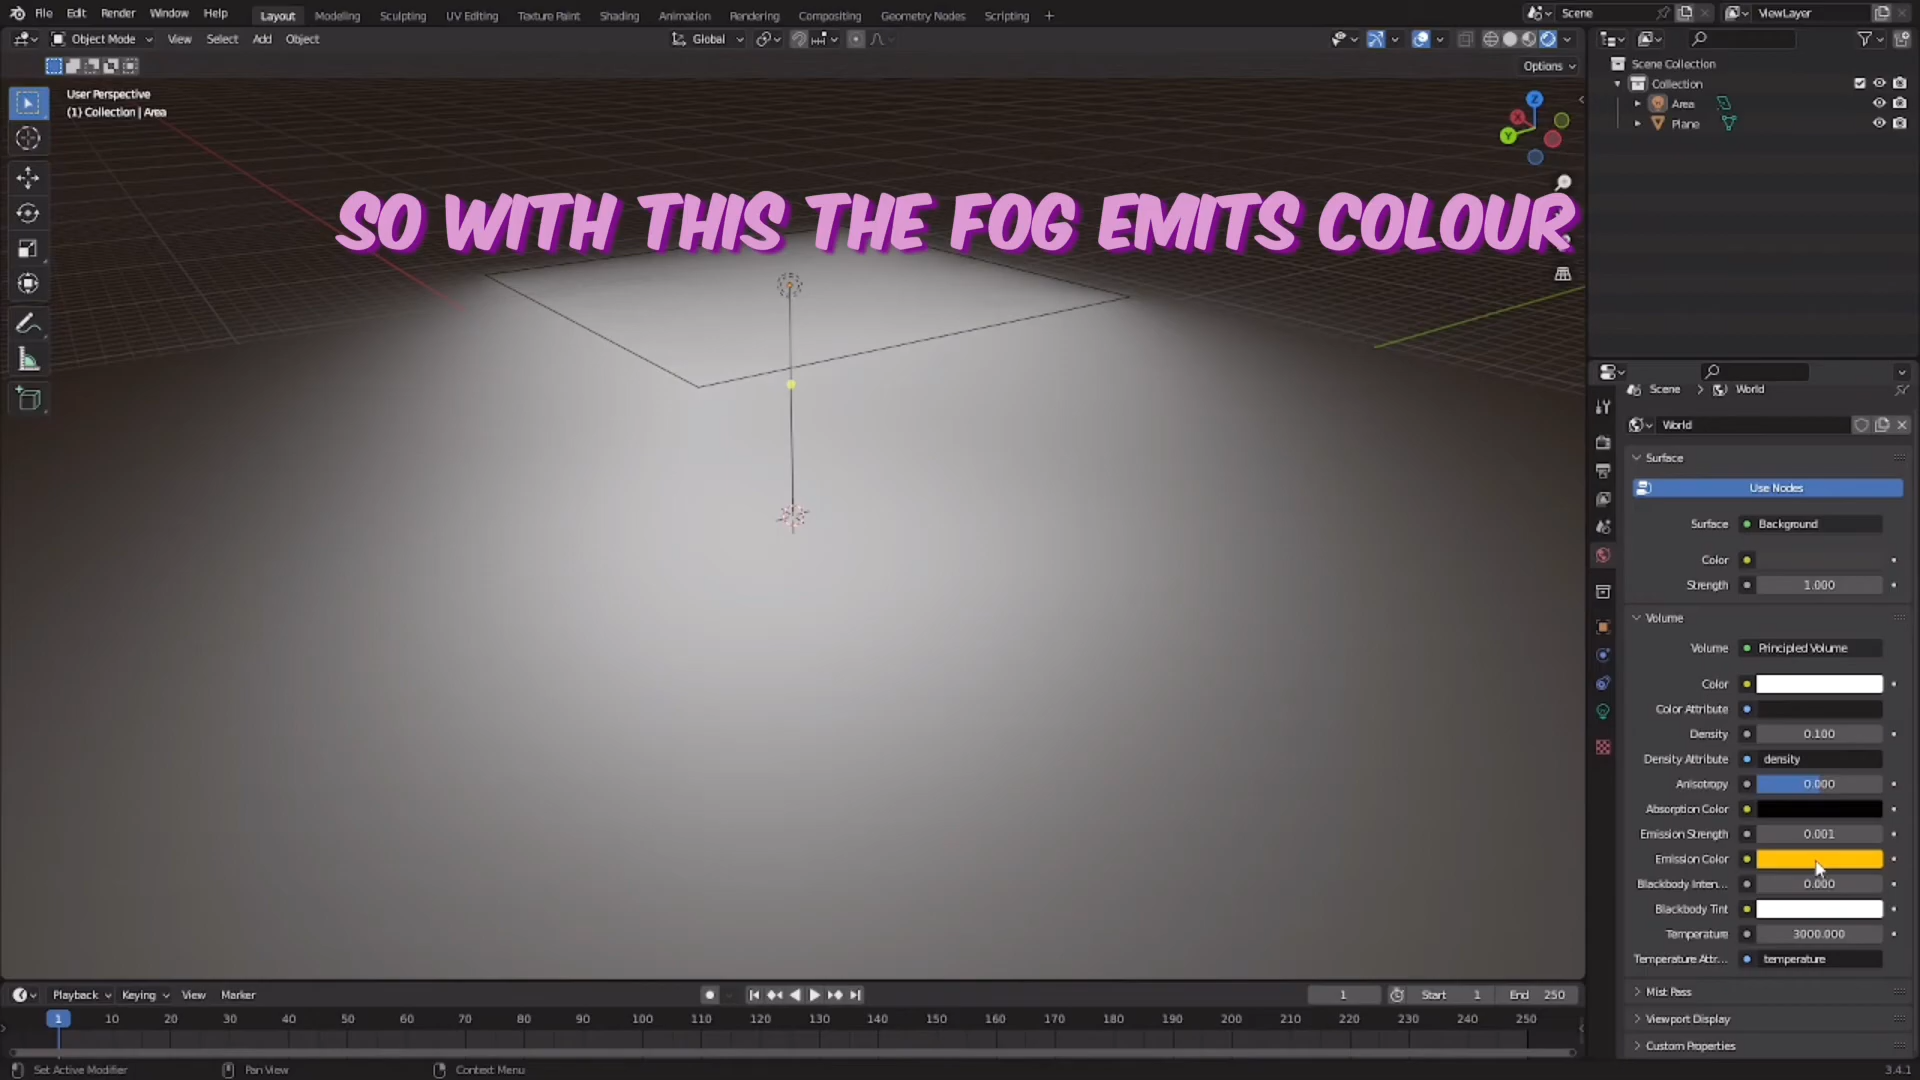 File Edit Render Window Help Layout Modeling Sculpting UV Editing Texture Paint Shading Animation Rendering Compositing Geometry Nodes Scripting + Scene ViewLayer
Object Mode View Select Add Object Global
Options
User Perspective
(1) Collection | Area
Z
X
Y
SO WITH THIS THE FOG EMITS COLOUR
Scene Collection
Collection
Area
Plane
Scene > World
World
Surface
Use Nodes
Surface Background
Color
Strength 1.000
Volume
Volume Principled Volume
Color
Color Attribute
Density 0.100
Density Attribute density
Anisotropy 0.000
Absorption Color
Emission Strength 0.001
Emission Color
Blackbody Inten... 0.000
Blackbody Tint
Temperature 3000.000
Temperature Attr... temperature
Mist Pass
Viewport Display
Custom Properties
Playback Keying View Marker 1 Start 1 End 250
1 10 20 30 40 50 60 70 80 90 100 110 120 130 140 150 160 170 180 190 200 210 220 230 240 250
Set Active Modifier Pan View Context Menu 3.4.1